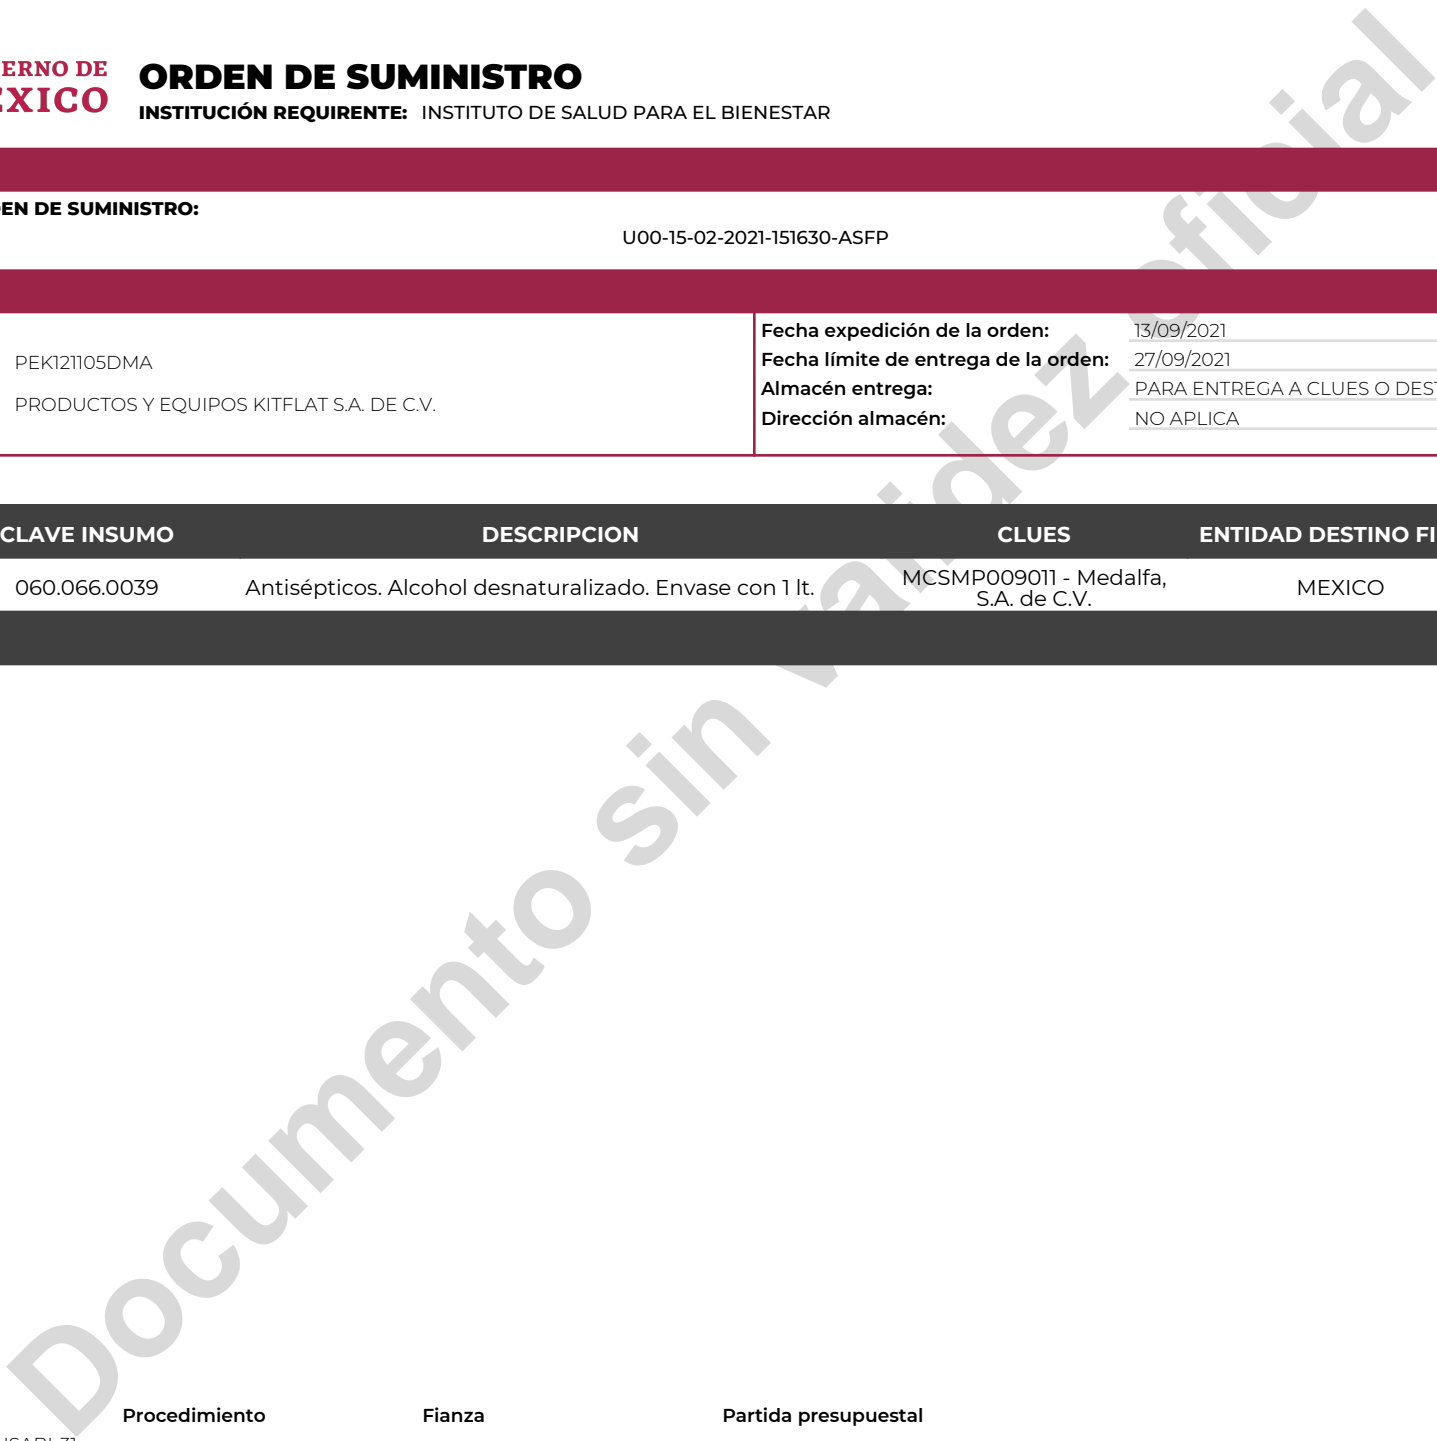 ERNO DE
EXICO
ORDEN DE SUMINISTRO
INSTITUCIÓN REQUIRENTE: INSTITUTO DE SALUD PARA EL BIENESTAR
EN DE SUMINISTRO:
U00-15-02-2021-151630-ASFP
PEK121105DMA
PRODUCTOS Y EQUIPOS KITFLAT S.A. DE C.V.
Fecha expedición de la orden: 13/09/2021
Fecha límite de entrega de la orden: 27/09/2021
Almacén entrega: PARA ENTREGA A CLUES O DEST
Dirección almacén: NO APLICA
CLAVE INSUMO DESCRIPCION CLUES ENTIDAD DESTINO FI
060.066.0039 Antisépticos. Alcohol desnaturalizado. Envase con 1 lt. MCSMP009011 - Medalfa, S.A. de C.V. MEXICO
Documento sin validez oficial
Procedimiento Fianza Partida presupuestal